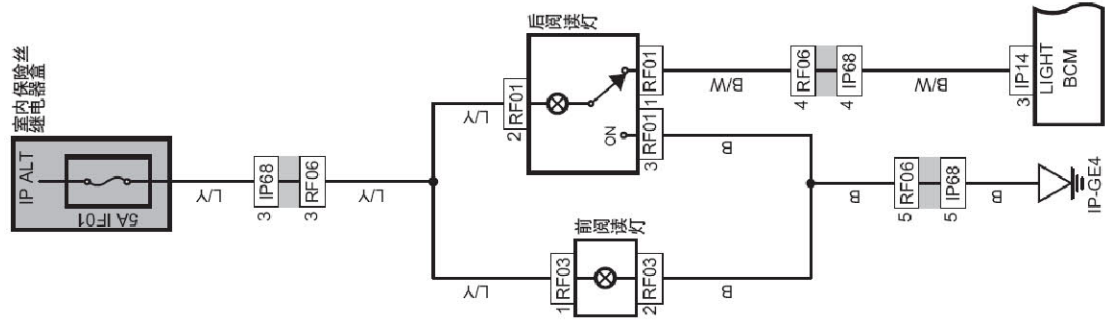 室内保险丝
继电器盒
IP ALT
5A IF01
L/Y
3 IP68
3 RF06
L/Y
L/Y
L/Y
后阅读灯
2 RF01
ON
1 RF01
3 RF01
B/W
4 RF06
4 IP68
B/W
3 IP14
LIGHT
BCM
前阅读灯
1 RF03
2 RF03
B
B
B
5 RF06
5 IP68
B
IP-GE4